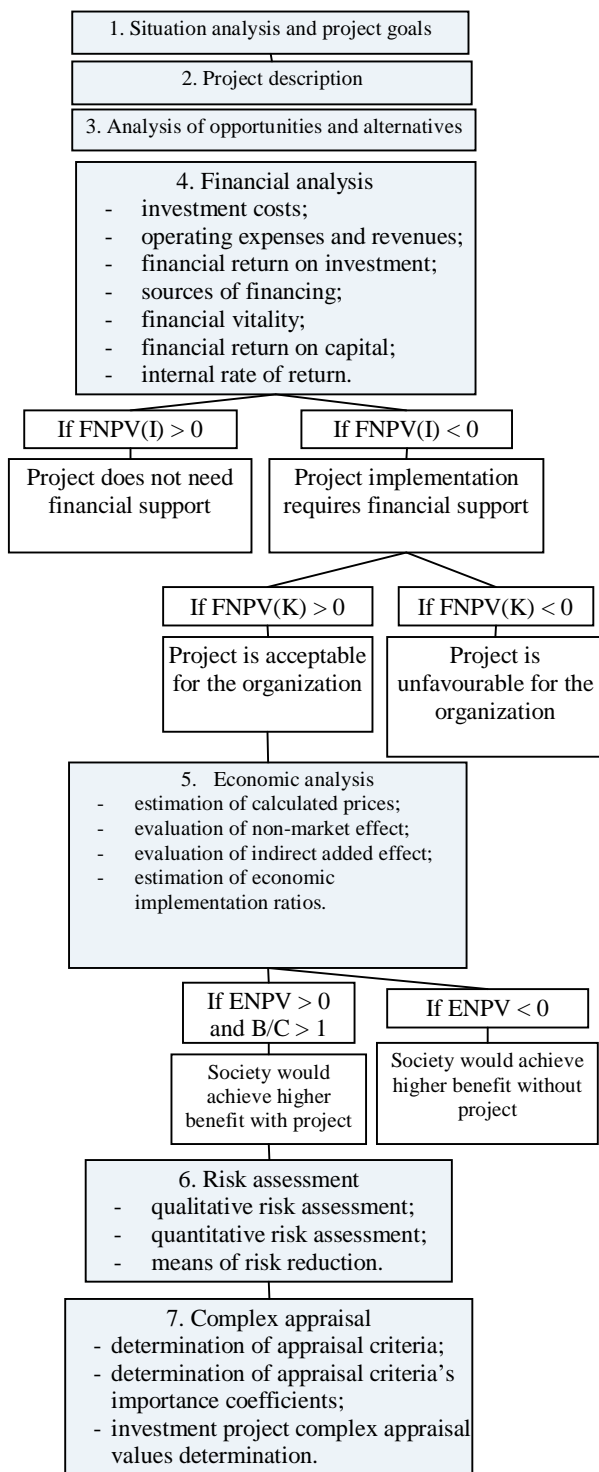 1. Situation analysis and project goals
2. Project description
3. Analysis of opportunities and alternatives
4. Financial analysis
- investment costs;
- operating expenses and revenues;
- financial return on investment;
- sources of financing;
- financial vitality;
- financial return on capital;
- internal rate of return.
If FNPV(I) > 0
If FNPV(I) < 0
Project does not need
financial support
Project implementation
requires financial support
If FNPV(K) > 0
If FNPV(K) < 0
Project is acceptable
for the organization
Project is
unfavourable for the
organization
5. Economic analysis
- estimation of calculated prices;
- evaluation of non-market effect;
- evaluation of indirect added effect;
- estimation of economic
implementation ratios.
If ENPV > 0
and B/C > 1
If ENPV < 0
Society would
achieve higher
benefit with project
Society would achieve
higher benefit without
project
6. Risk assessment
- qualitative risk assessment;
- quantitative risk assessment;
- means of risk reduction.
7. Complex appraisal
- determination of appraisal criteria;
- determination of appraisal criteria's
importance coefficients;
- investment project complex appraisal
values determination.